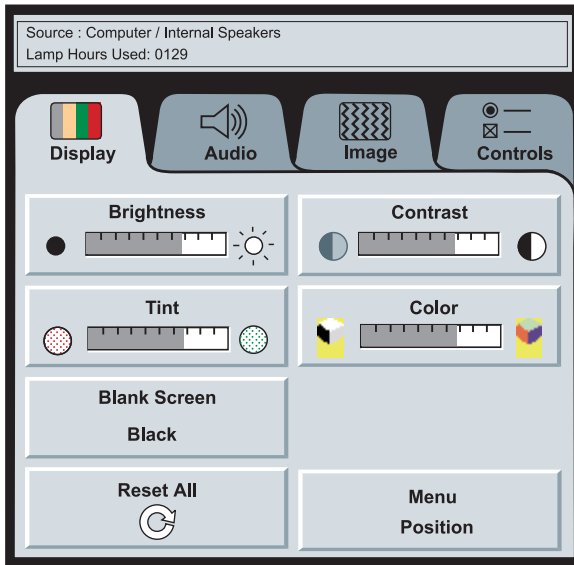 Source : Computer / Internal Speakers
Lamp Hours Used: 0129
Display
Audio
Image
Controls
Brightness
Contrast
Tint
Color
Blank Screen
Black
Reset All
Menu
Position